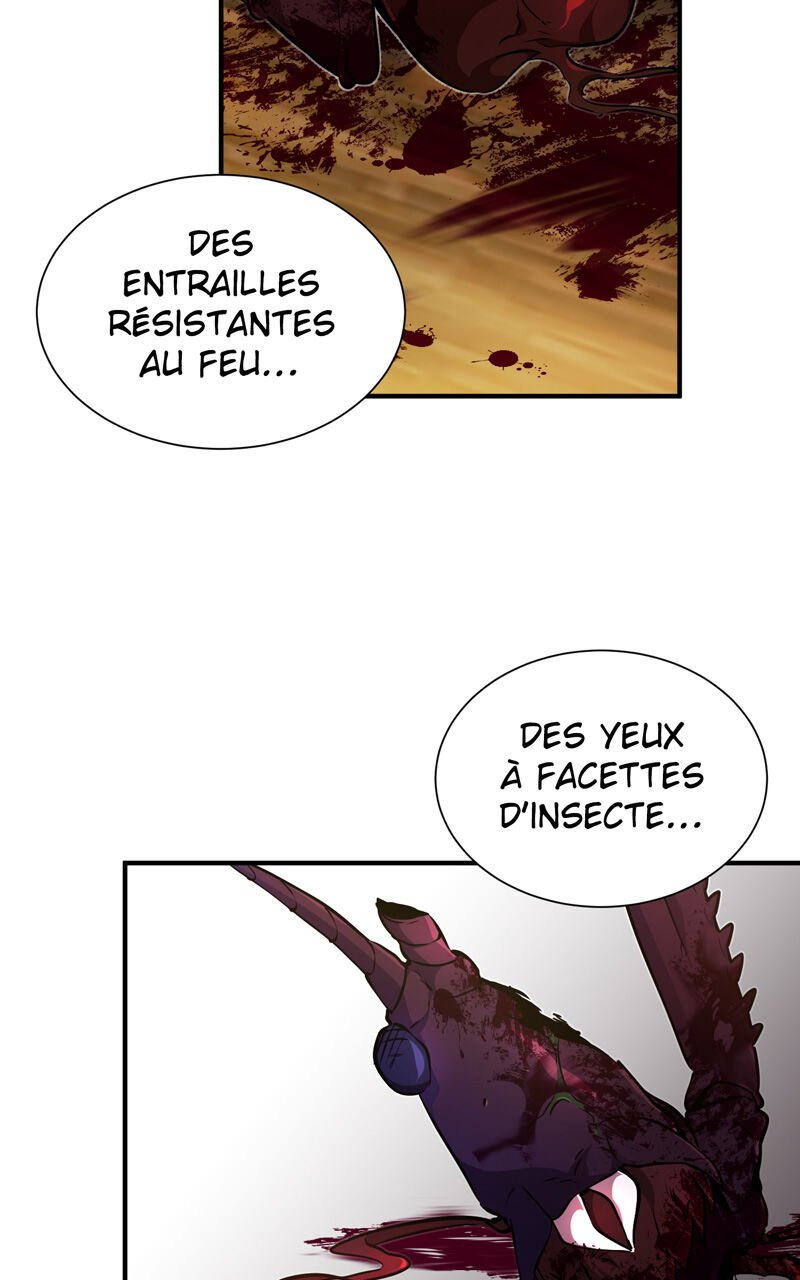 DES
ENTRAILLES
RÉSISTANTES
AU FEU...
DES YEUX
À FACETTES
D'INSECTE...